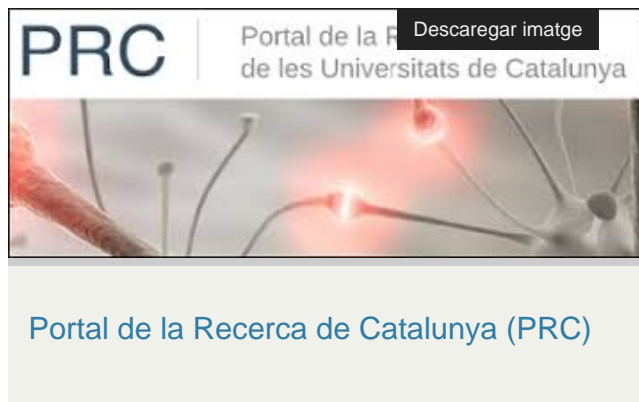 PRC
Portal de la R
Descaregar imatge
de les Universitats de Catalunya
Portal de la Recerca de Catalunya (PRC)